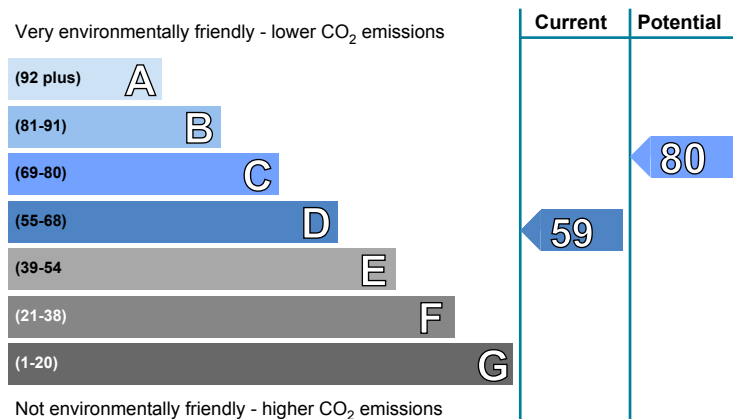 Current Potential
Very environmentally friendly - lower CO2 emissions
(92 plus) A
(81-91) B
(69-80) C
80
(55-68) D
59
(39-54 E
(21-38) F
(1-20) G
Not environmentally friendly - higher CO2 emissions